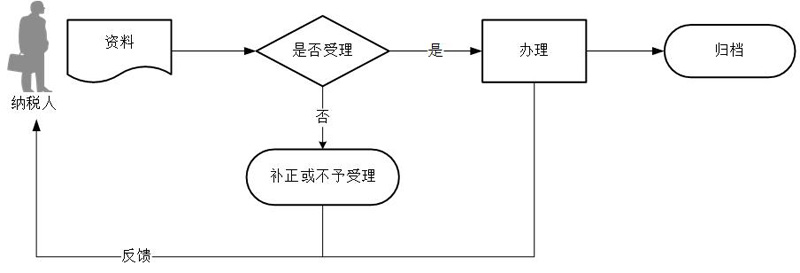 纳税人
资料
是否受理
是
办理
归档
否
补正或不予受理
反馈